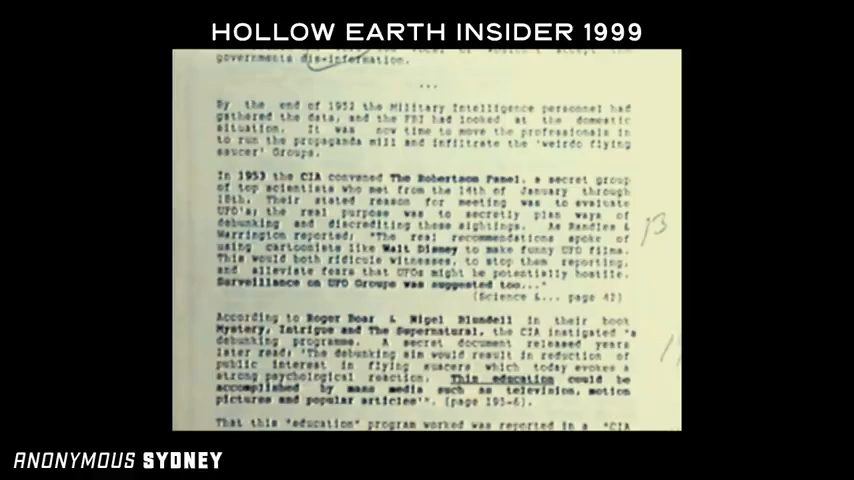 HOLLOW EARTH INSIDER 1999
governments dis-information.
...
By the end of 1952 the Military Intelligence personnel had
gathered the data, and the FBI had looked at the domestic
situation. It was now time to move the professionals in
to run the propaganda mill and infiltrate the 'weirdo flying
saucer' Groups.
In 1953 the CIA convened The Robertson Panel, a secret group
of top scientists who met from the 14th of January through
18th. Their stated reason for meeting was to evaluate
UFO's; the real purpose was to secretly plan ways of
debunking and discrediting these sightings. As Randles &
Warrington reported; "The real recommendations spoke of
using cartoonists like Walt Disney to make funny UFO films.
This would both ridicule witnesses, to stop them reporting,
and alleviate fears that UFOs might be potentially hostile.
Surveillance on UFO Groups was suggested too..."
(Science &... page 42)
13
According to Roger Boar & Nigel Blundell in their book
Mystery, Intrigue and The Supernatural, the CIA instigated 'a
debunking programme. A secret document released years
later read; 'The debunking aim would result in reduction of
public interest in flying suacers which today evokes a
strong psychological reaction. This education could be
accomplished by mass media such as television, motion
pictures and popular articles'". (page 195-6).
That this "education" program worked was reported in a "CIA
ANONYMOUS SYDNEY